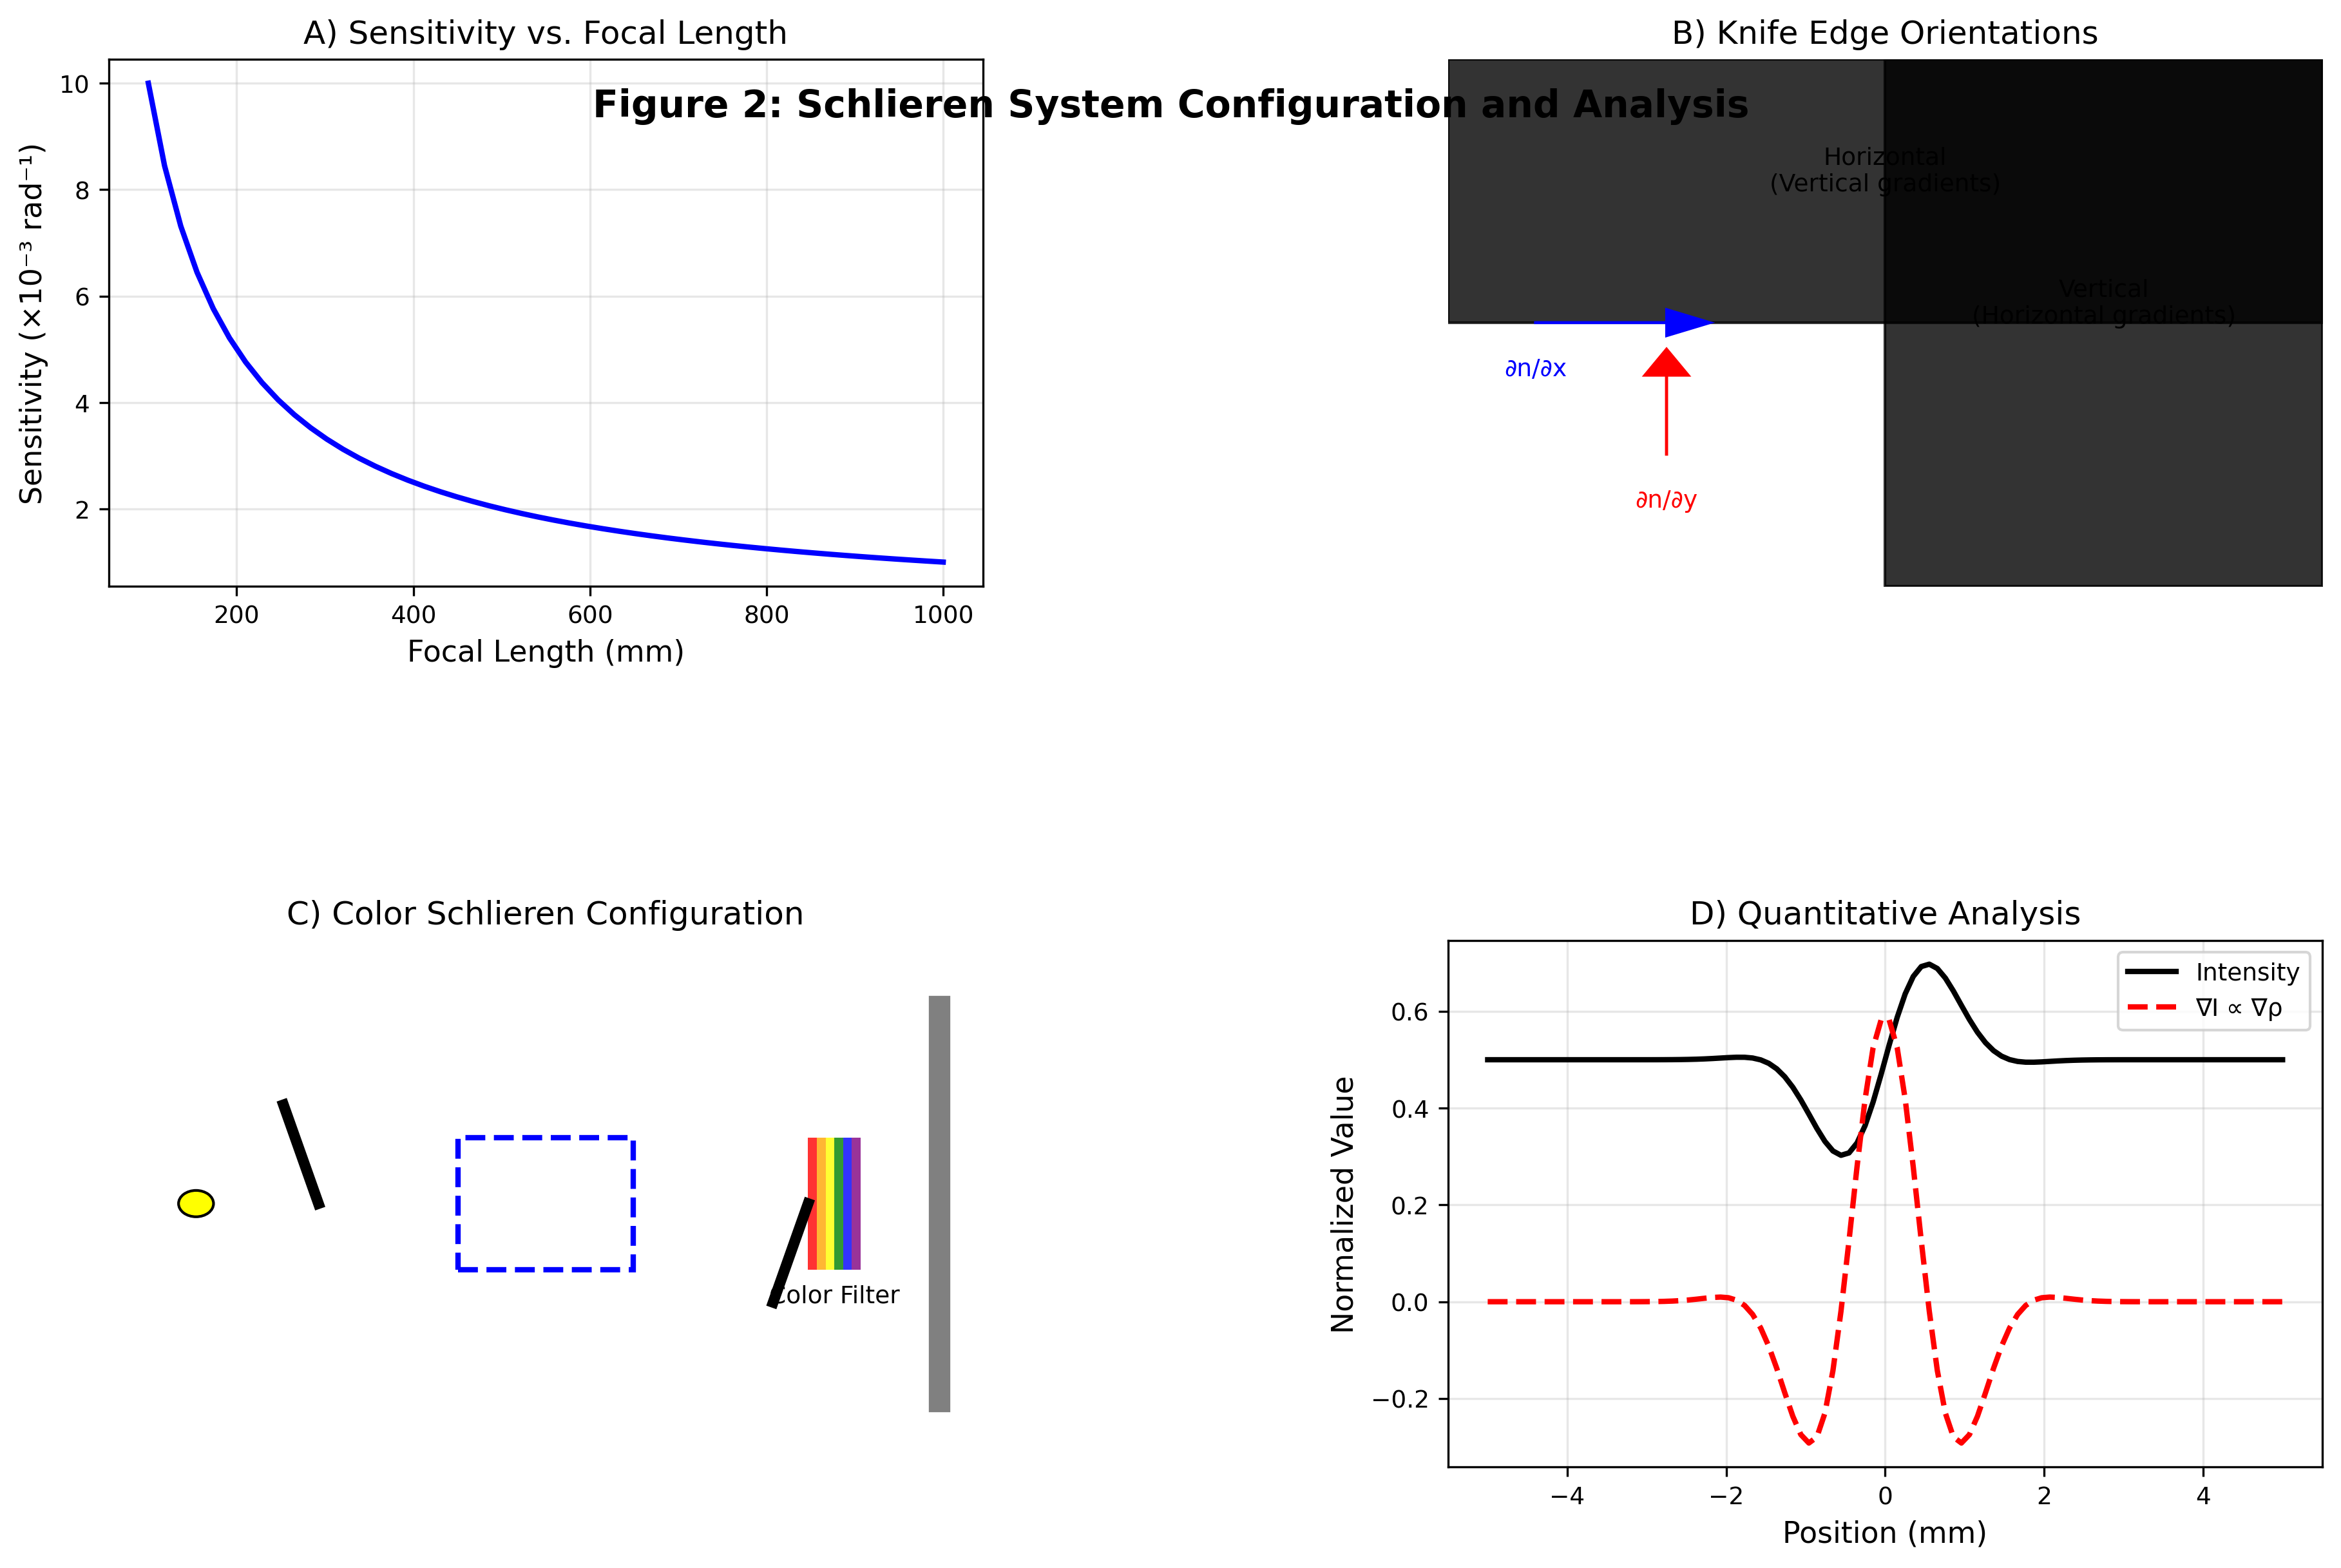 A) Sensitivity vs. Focal Length
B) Knife Edge Orientations
Figure 2: Schlieren System Configuration and Analysis
10
8
6
4
2
Sensitivity (×10⁻³ rad⁻¹)
200
400
600
800
1000
Focal Length (mm)
Horizontal
(Vertical gradients)
Vertical
(Horizontal gradients)
∂n/∂x
∂n/∂y
C) Color Schlieren Configuration
Color Filter
D) Quantitative Analysis
Intensity
∇I ∝ ∇ρ
0.6
0.4
0.2
0.0
−0.2
Normalized Value
−4
−2
0
2
4
Position (mm)